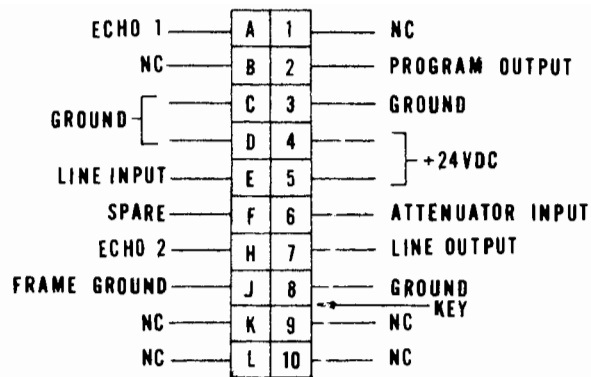 ECHO 1 A 1 NC
NC B 2 PROGRAM OUTPUT
C 3 GROUND
GROUND
D 4
+24VDC
LINE INPUT E 5
SPARE F 6 ATTENUATOR INPUT
ECHO 2 H 7 LINE OUTPUT
FRAME GROUND J 8 GROUND
KEY
NC K 9 NC
NC L 10 NC